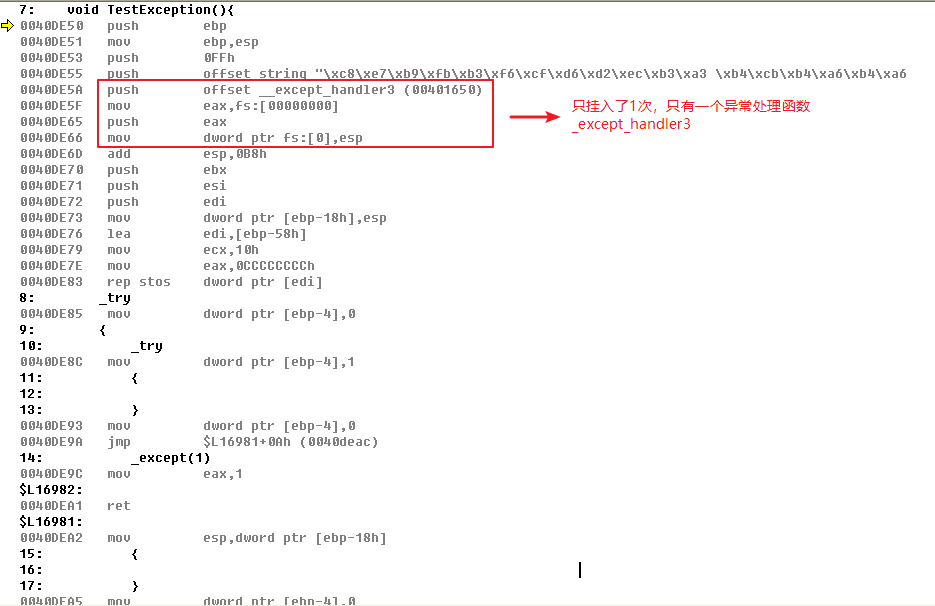 7: void TestException(){
0040DE50 push ebp
0040DE51 mov ebp,esp
0040DE53 push 0FFh
0040DE55 push offset string "\xc8\xe7\xb9\xfb\xb3\xf6\xcf\xd6\xd2\xec\xb3\xa3 \xb4\xcb\xb4\xa6\xb4\xa6
0040DE5A push offset __except_handler3 (00401650)
0040DE5F mov eax,fs:[00000000]
0040DE65 push eax
0040DE66 mov dword ptr fs:[0],esp
只挂入了1次，只有一个异常处理函数
_except_handler3
0040DE6D add esp,0B8h
0040DE70 push ebx
0040DE71 push esi
0040DE72 push edi
0040DE73 mov dword ptr [ebp-18h],esp
0040DE76 lea edi,[ebp-58h]
0040DE79 mov ecx,10h
0040DE7E mov eax,0CCCCCCCCh
0040DE83 rep stos dword ptr [edi]
8: _try
0040DE85 mov dword ptr [ebp-4],0
9: {
10: _try
0040DE8C mov dword ptr [ebp-4],1
11: {
12:
13: }
0040DE93 mov dword ptr [ebp-4],0
0040DE9A jmp $L16981+0Ah (0040deac)
14: _except(1)
0040DE9C mov eax,1
$L16982:
0040DEA1 ret
$L16981:
0040DEA2 mov esp,dword ptr [ebp-18h]
15: {
16:
17: }
0040DEA5 mov dword ptr [ebp-4],0